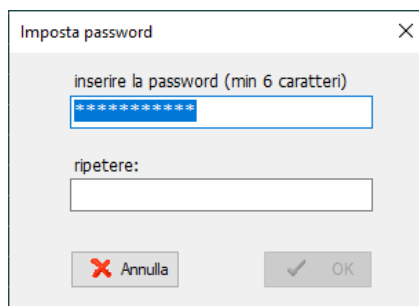 Imposta password
inserire la password (min 6 caratteri)
***********
ripetere:
Annulla
OK